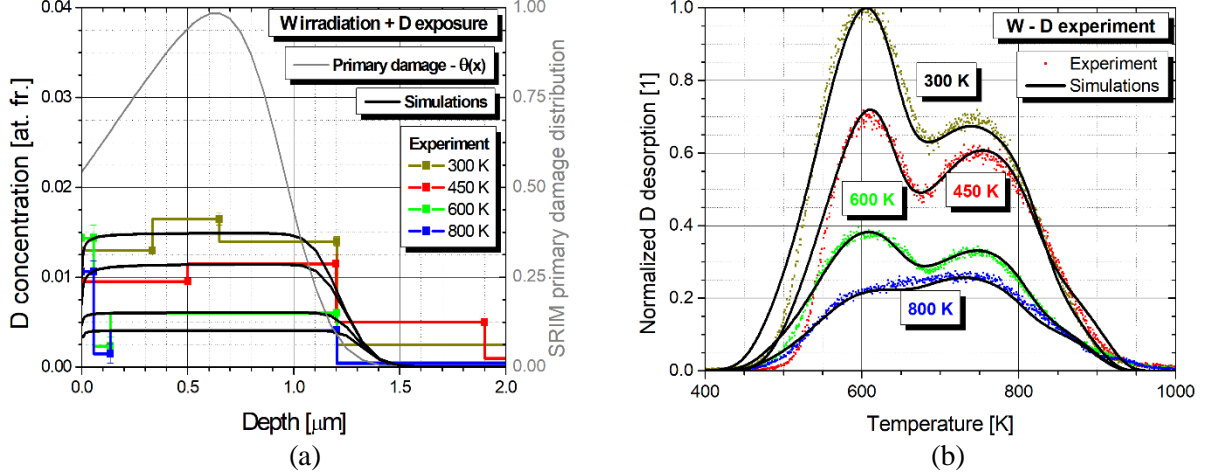 0.04
0.03
0.02
0.01
0.00
D concentration [at. fr.]
W irradiation + D exposure
Primary damage - θ(x)
Simulations
Experiment
300 K
450 K
600 K
800 K
1.00
0.75
0.50
0.25
0.00
SRIM primary damage distribution
0.0 0.5 1.0 1.5 2.0
Depth [μm]
(a)
1.0
0.8
0.6
0.4
0.2
0.0
Normalized D desorption [1]
W - D experiment
Experiment
Simulations
300 K
600 K
450 K
800 K
400 600 800 1000
Temperature [K]
(b)